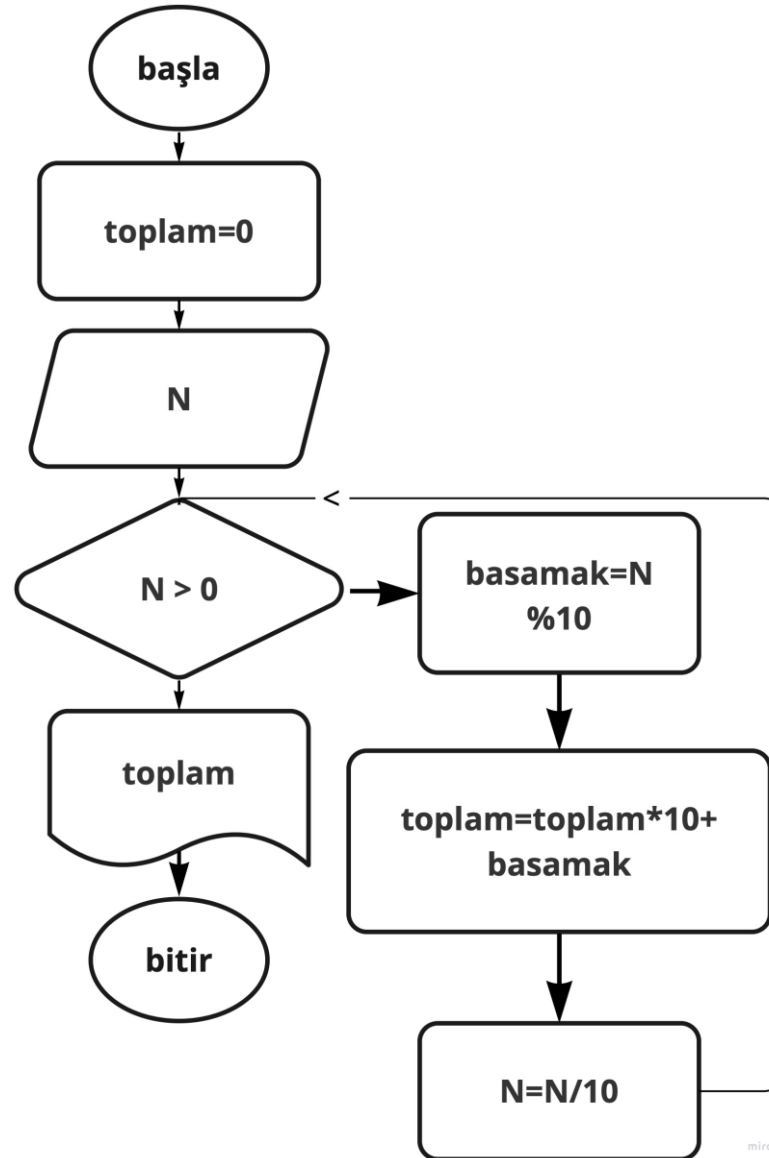 başla
toplam=0
N
<
N > 0
basamak=N
%10
toplam
toplam=toplam*10+
basamak
bitir
N=N/10